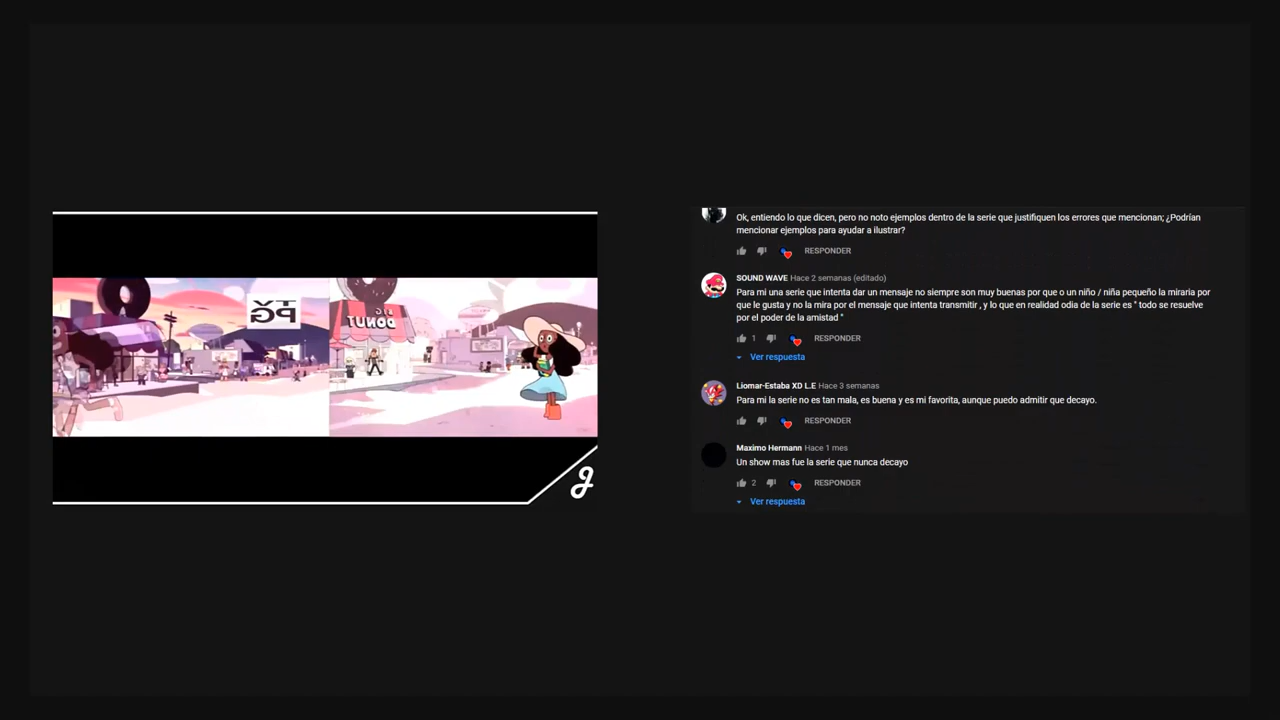 TV
PG
BIG
DONUT
J
Ok, entiendo lo que dicen, pero no noto ejemplos dentro de la serie que justifiquen los errores que mencionan; ¿Podrían
mencionar ejemplos para ayudar a ilustrar?
RESPONDER
SOUND WAVE Hace 2 semanas (editado)
Para mi una serie que intenta dar un mensaje no siempre son muy buenas por que o un niño / niña pequeño la miraria por
que le gusta y no la mira por el mensaje que intenta transmitir , y lo que en realidad odia de la serie es " todo se resuelve
por el poder de la amistad "
1 RESPONDER
Ver respuesta
Liomar-Estaba XD L.E Hace 3 semanas
Para mi la serie no es tan mala, es buena y es mi favorita, aunque puedo admitir que decayo.
RESPONDER
Maximo Hermann Hace 1 mes
Un show mas fue la serie que nunca decayo
2 RESPONDER
Ver respuesta